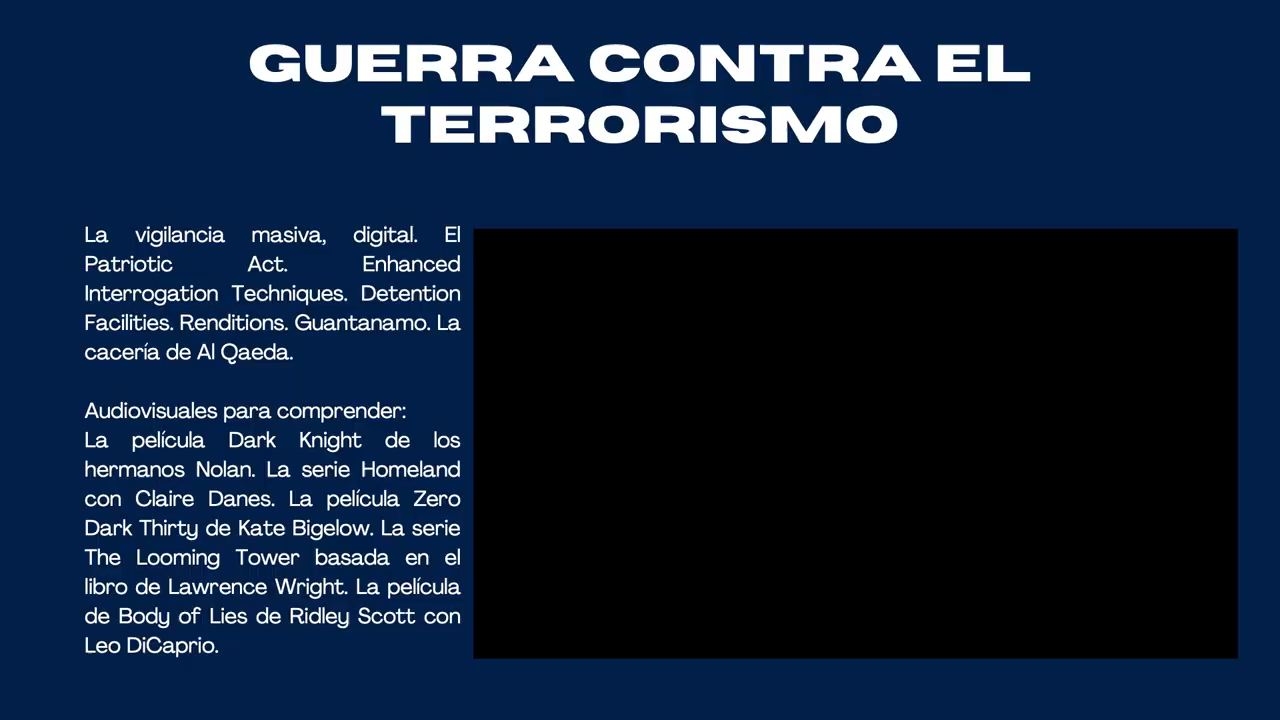 GUERRA CONTRA EL
TERRORISMO
La vigilancia masiva, digital. El
Patriotic Act. Enhanced
Interrogation Techniques. Detention
Facilities. Renditions. Guantanamo. La
cacería de Al Qaeda.
Audiovisuales para comprender:
La película Dark Knight de los
hermanos Nolan. La serie Homeland
con Claire Danes. La película Zero
Dark Thirty de Kate Bigelow. La serie
The Looming Tower basada en el
libro de Lawrence Wright. La película
de Body of Lies de Ridley Scott con
Leo DiCaprio.